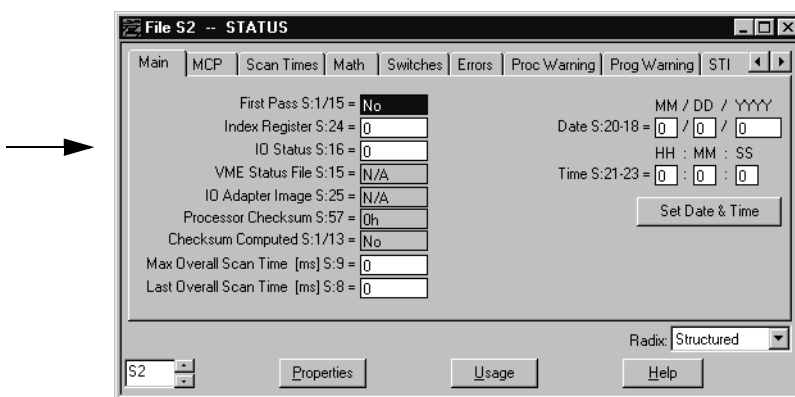 File S2 -- STATUS
Main MCP Scan Times Math Switches Errors Proc Warning Prog Warning STI
First Pass S:1/15 = No
Index Register S:24 = 0
IO Status S:16 = 0
VME Status File S:15 = N/A
IO Adapter Image S:25 = N/A
Processor Checksum S:57 = 0h
Checksum Computed S:1/13 = No
Max Overall Scan Time [ms] S:9 = 0
Last Overall Scan Time [ms] S:8 = 0
MM / DD / YYYY
Date S:20-18 = 0 / 0 / 0
HH : MM : SS
Time S:21-23 = 0 : 0 : 0
Set Date & Time
Radix: Structured
S2 Properties Usage Help